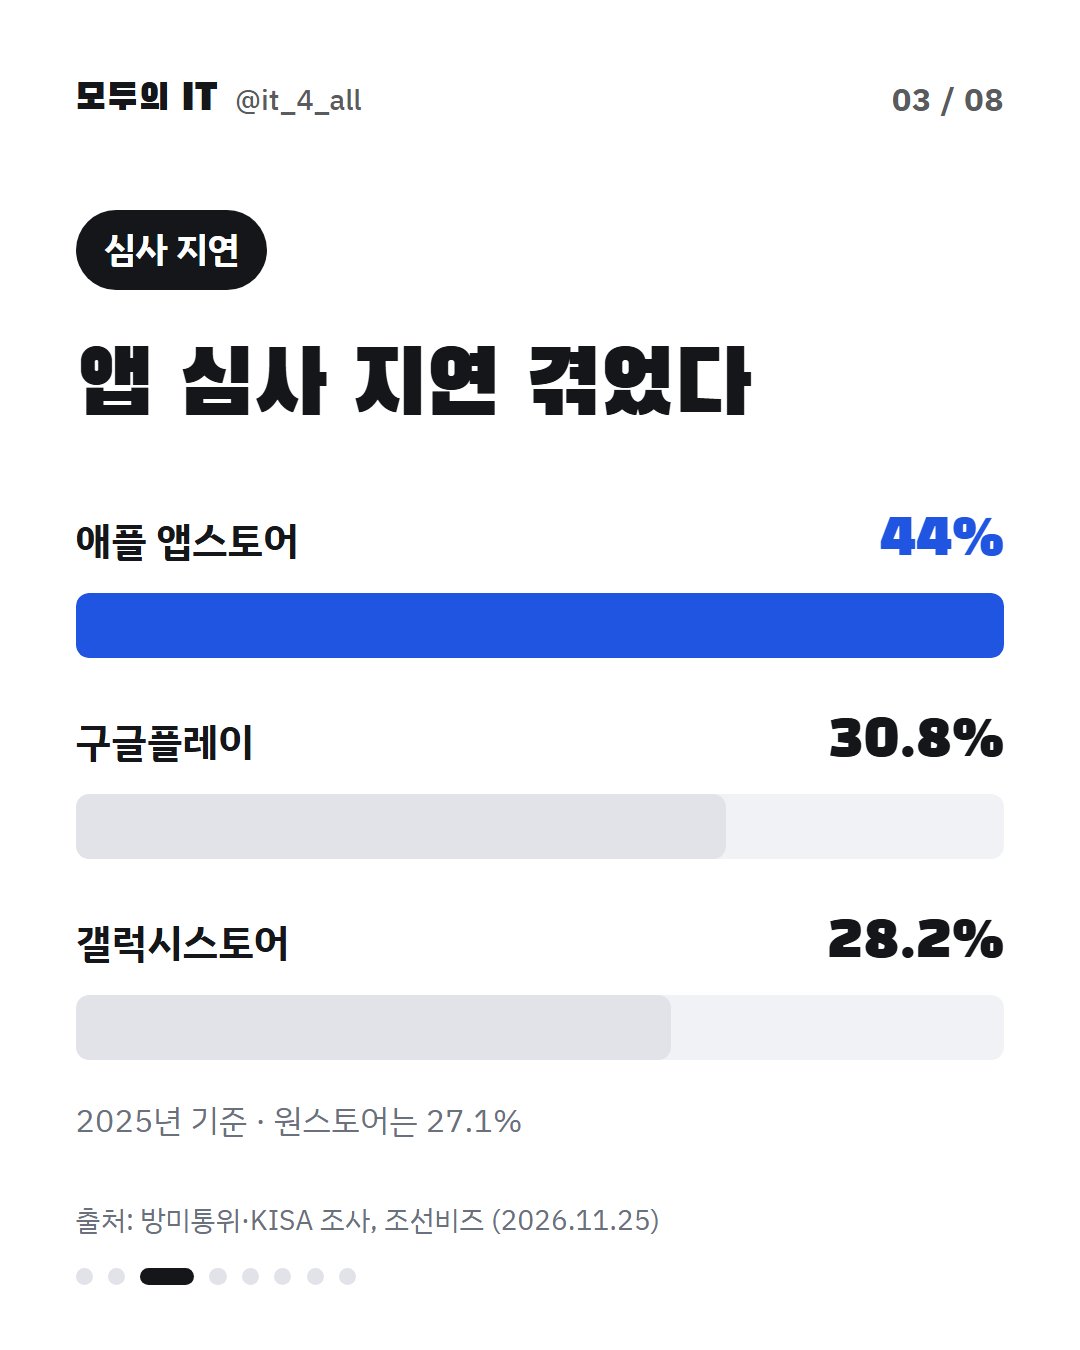 모두의 IT @it_4_all 03 / 08
심사 지연
앱 심사 지연 겪었다
애플 앱스토어 44%
구글플레이 30.8%
갤럭시스토어 28.2%
2025년 기준 · 원스토어는 27.1%
출처: 방미통위·KISA 조사, 조선비즈 (2026.11.25)